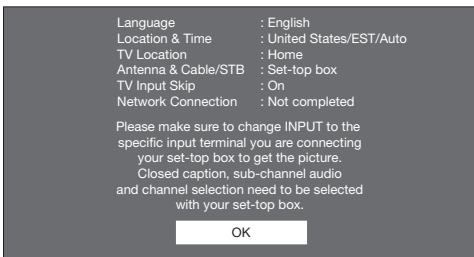 Language : English
Location & Time : United States/EST/Auto
TV Location : Home
Antenna & Cable/STB : Set-top box
TV Input Skip : On
Network Connection : Not completed
Please make sure to change INPUT to the
specific input terminal you are connecting
your set-top box to get the picture.
Closed caption, sub-channel audio
and channel selection need to be selected
with your set-top box.
OK